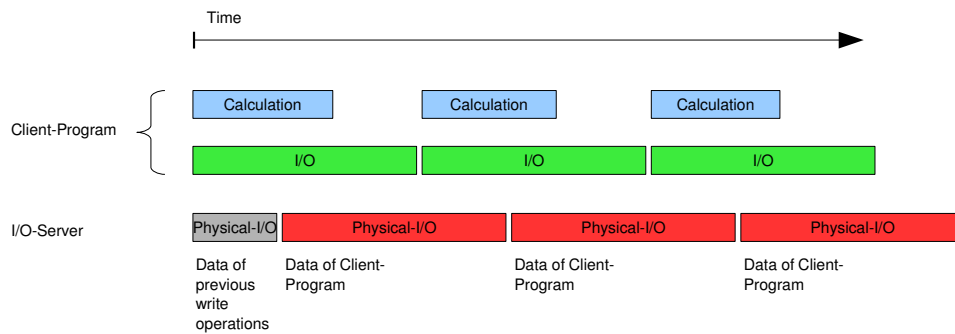 Time
Calculation
Calculation
Calculation
Client-Program
I/O
I/O
I/O
I/O-Server
Physical-I/O
Physical-I/O
Physical-I/O
Physical-I/O
Data of
previous
write
operations
Data of Client-
Program
Data of Client-
Program
Data of Client-
Program